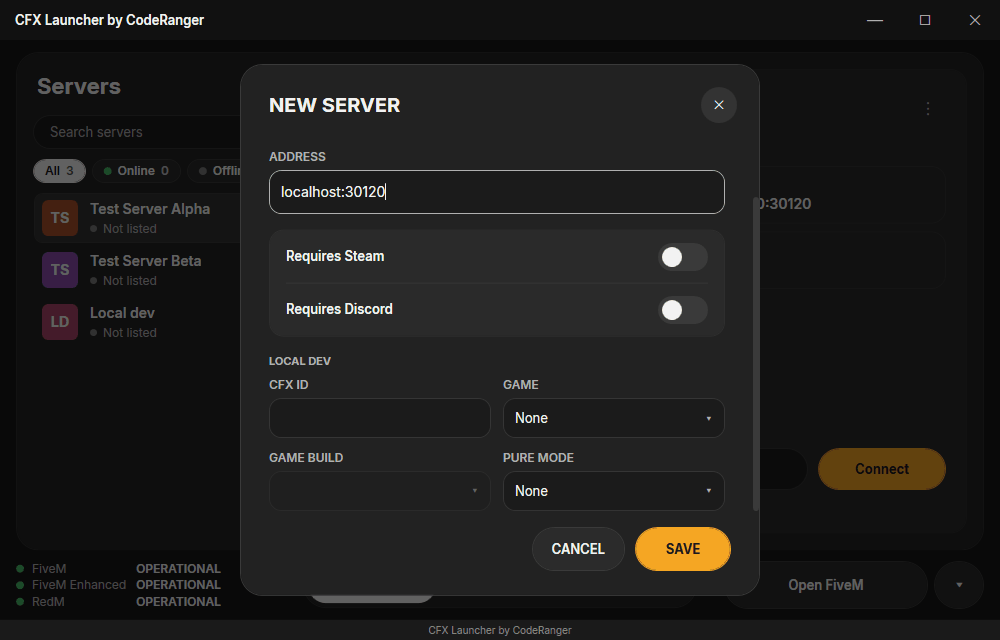 CFX Launcher by CodeRanger
Servers
Search servers
All 3
Online 0
TS
Test Server Alpha
Not listed
TS
Test Server Beta
Not listed
LD
Local dev
Not listed
NEW SERVER
ADDRESS
localhost:30120
Requires Steam
Requires Discord
LOCAL DEV
CFX ID
GAME
None
GAME BUILD
PURE MODE
None
CANCEL
SAVE
:30120
Connect
FiveM OPERATIONAL
FiveM Enhanced OPERATIONAL
RedM OPERATIONAL
Open FiveM
CFX Launcher by CodeRanger